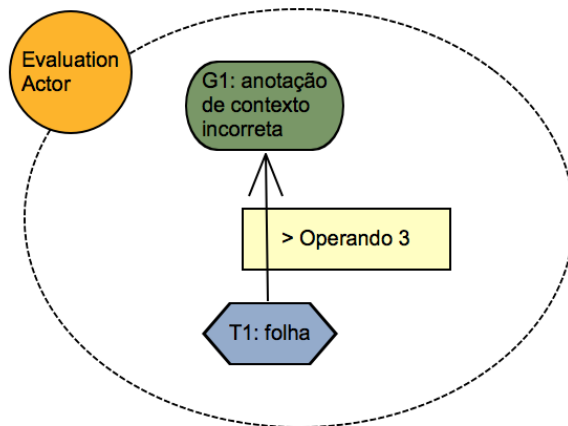 Evaluation
Actor
G1: anotação
de contexto
incorreta
> Operando 3
T1: folha